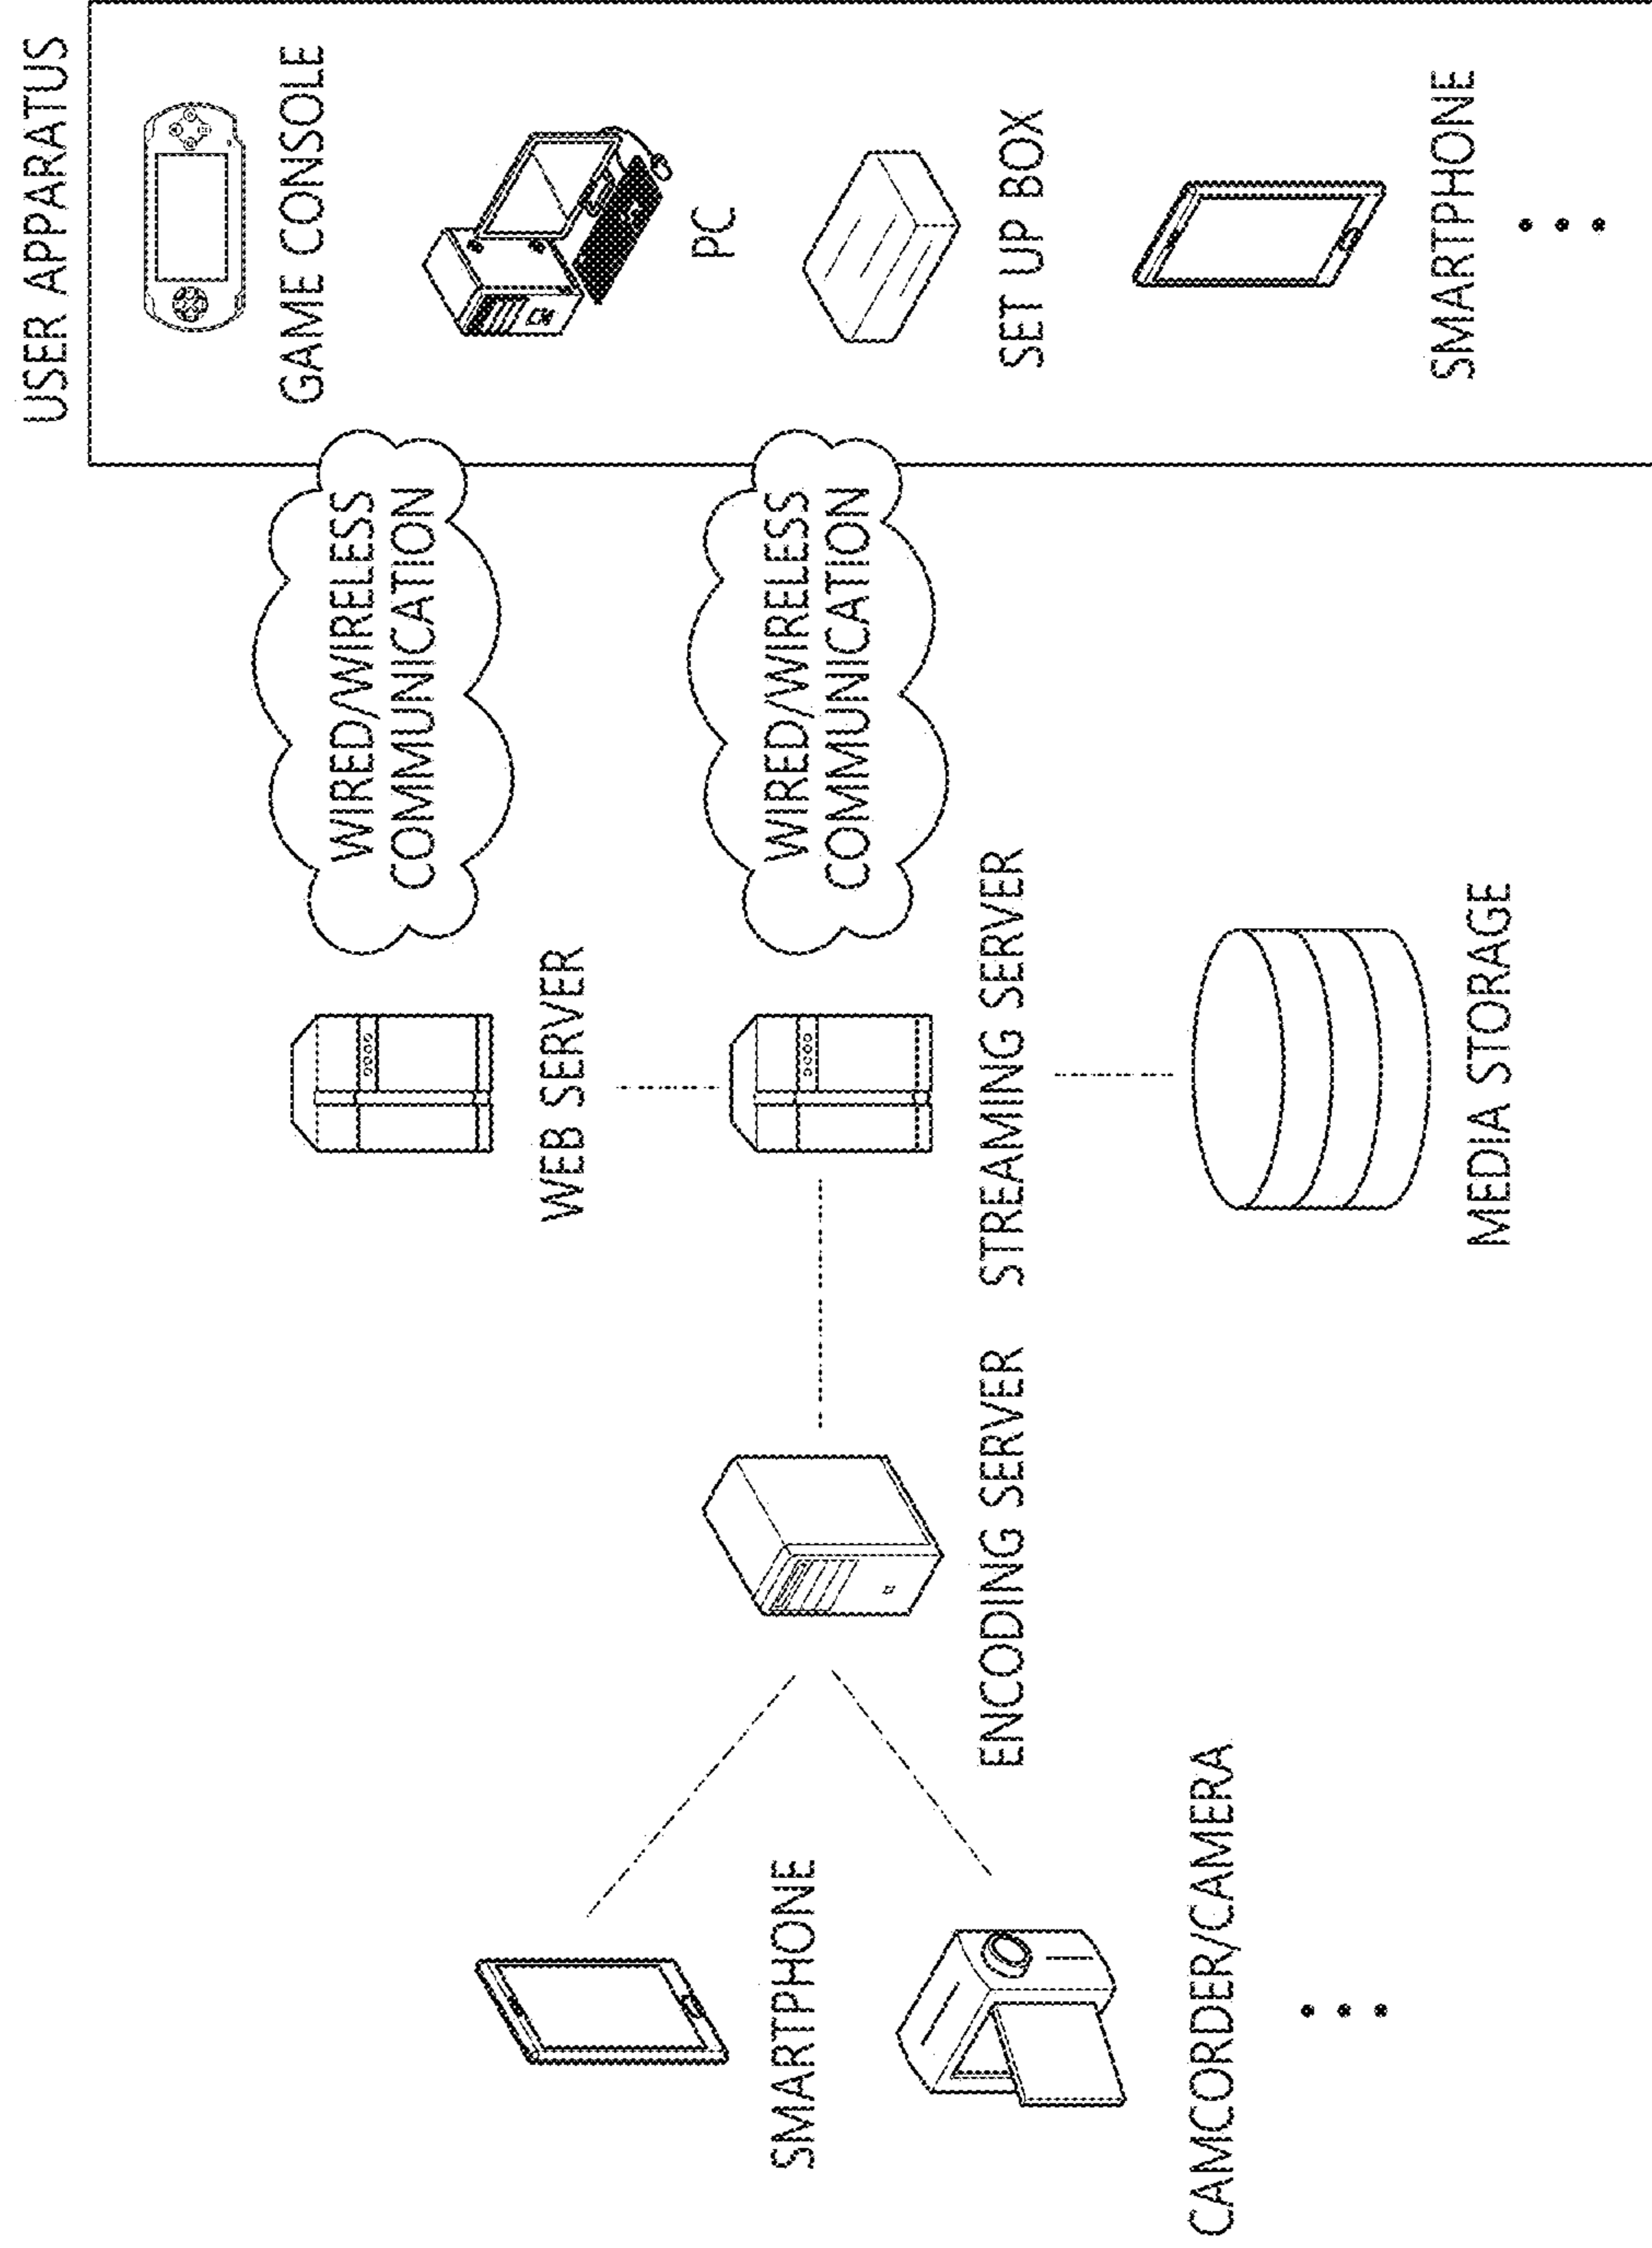 USER APPARATUS
GAME CONSOLE
PC
SET UP BOX
SMARTPHONE
WIRED/WIRELESS
COMMUNICATION
WIRED/WIRELESS
COMMUNICATION
WEB SERVER
STREAMING SERVER
MEDIA STORAGE
ENCODING SERVER
SMARTPHONE
CAMCORDER/CAMERA